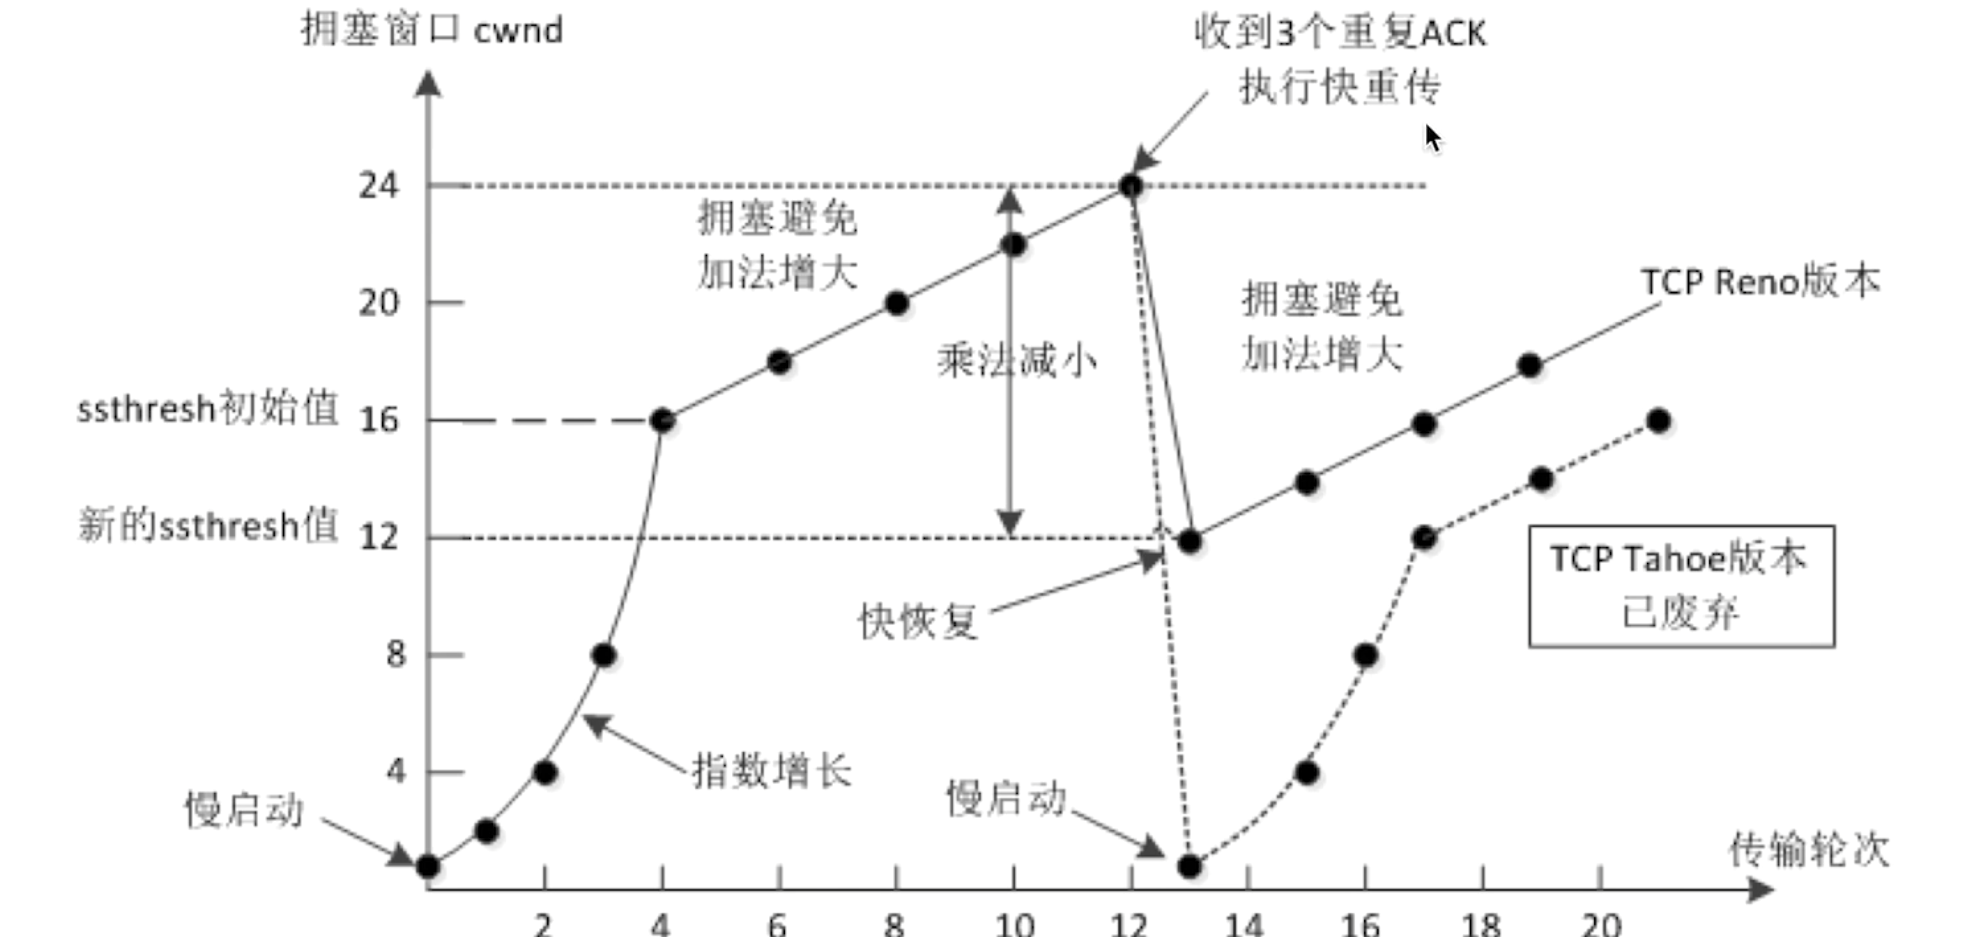 拥塞窗口 cwnd
收到3个重复ACK
执行快重传
24
拥塞避免
加法增大
20
拥塞避免
加法增大
TCP Reno版本
乘法减小
ssthresh初始值 16
新的ssthresh值 12
TCP Tahoe版本
已废弃
快恢复
8
4
指数增长
慢启动
慢启动
传输轮次
2 4 6 8 10 12 14 16 18 20